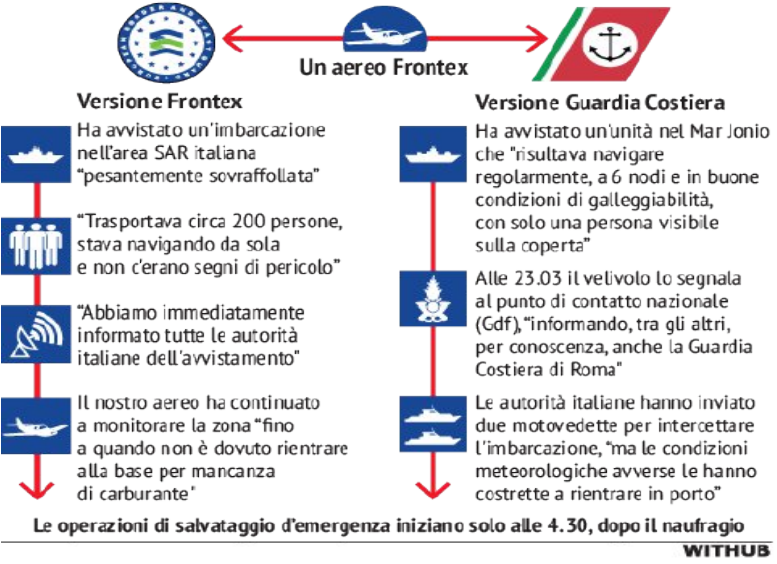 EUROPEAN BORDER AND COAST GUARD
Un aereo Frontex
Versione Frontex
Ha avvistato un'imbarcazione
nell'area SAR italiana
“pesantemente sovraffollata”
“Trasportava circa 200 persone,
stava navigando da sola
e non c'erano segni di pericolo”
“Abbiamo immediatamente
informato tutte le autorità
italiane dell'avvistamento"
Il nostro aereo ha continuato
a monitorare la zona “fino
a quando non è dovuto rientrare
alla base per mancanza
di carburante"
Versione Guardia Costiera
Ha avvistato un'unità nel Mar Jonio
che "risultava navigare
regolarmente, a 6 nodi e in buone
condizioni di galleggiabilità,
con solo una persona visibile
sulla coperta”
Alle 23.03 il velivolo lo segnala
al punto di contatto nazionale
(Gdf), “informando, tra gli altri,
per conoscenza, anche la Guardia
Costiera di Roma"
Le autorità italiane hanno inviato
due motovedette per intercettare
l'imbarcazione, “ma le condizioni
meteorologiche avverse le hanno
costrette a rientrare in porto”
Le operazioni di salvataggio d’emergenza iniziano solo alle 4.30, dopo il naufragio
WITHUB